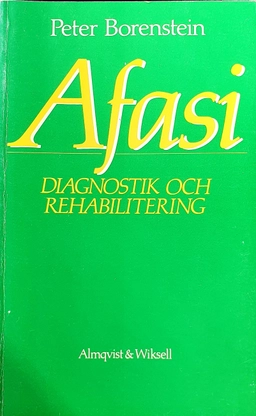 Peter Borenstein
Afasi
DIAGNOSTIK OCH
REHABILITERING
Almqvist & Wiksell